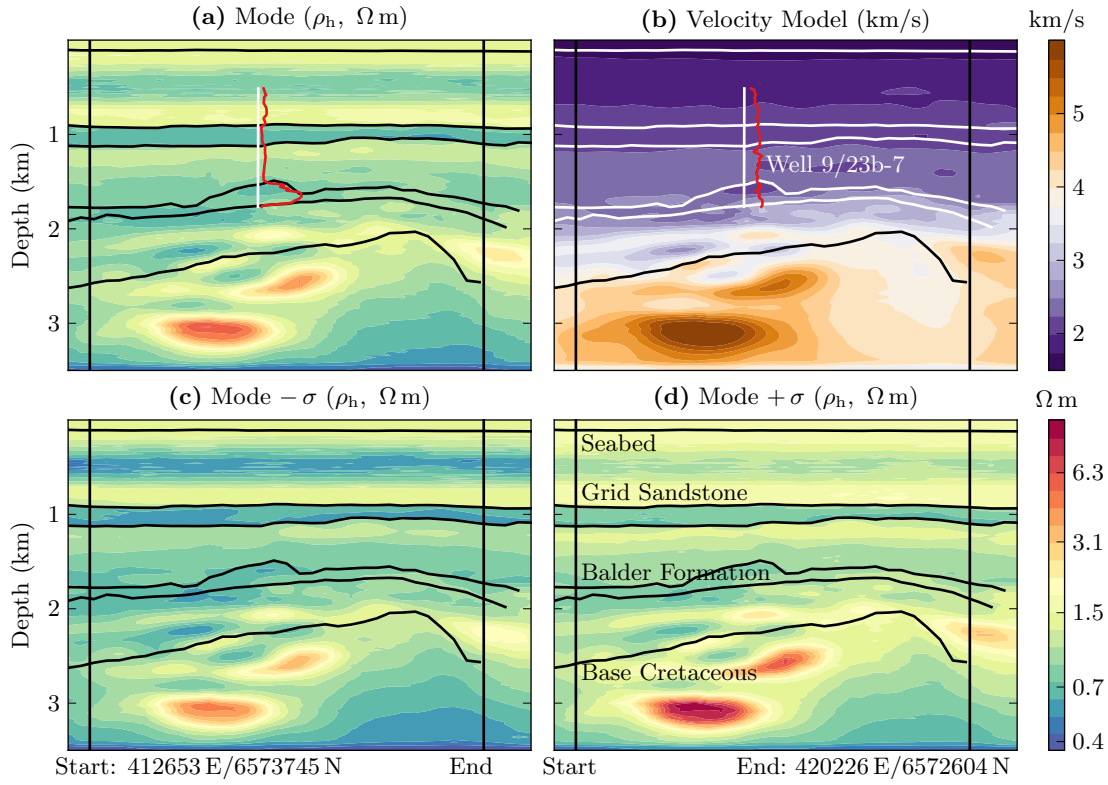 (a) Mode (ρh, Ω m)
(b) Velocity Model (km/s)
km/s
1
2
3
Depth (km)
Well 9/23b-7
5
4
3
2
(c) Mode − σ (ρh, Ω m)
(d) Mode + σ (ρh, Ω m)
Ω m
1
2
3
Depth (km)
Seabed
Grid Sandstone
Balder Formation
Base Cretaceous
6.3
3.1
1.5
0.7
0.4
Start: 412653 E/6573745 N
End
Start
End: 420226 E/6572604 N